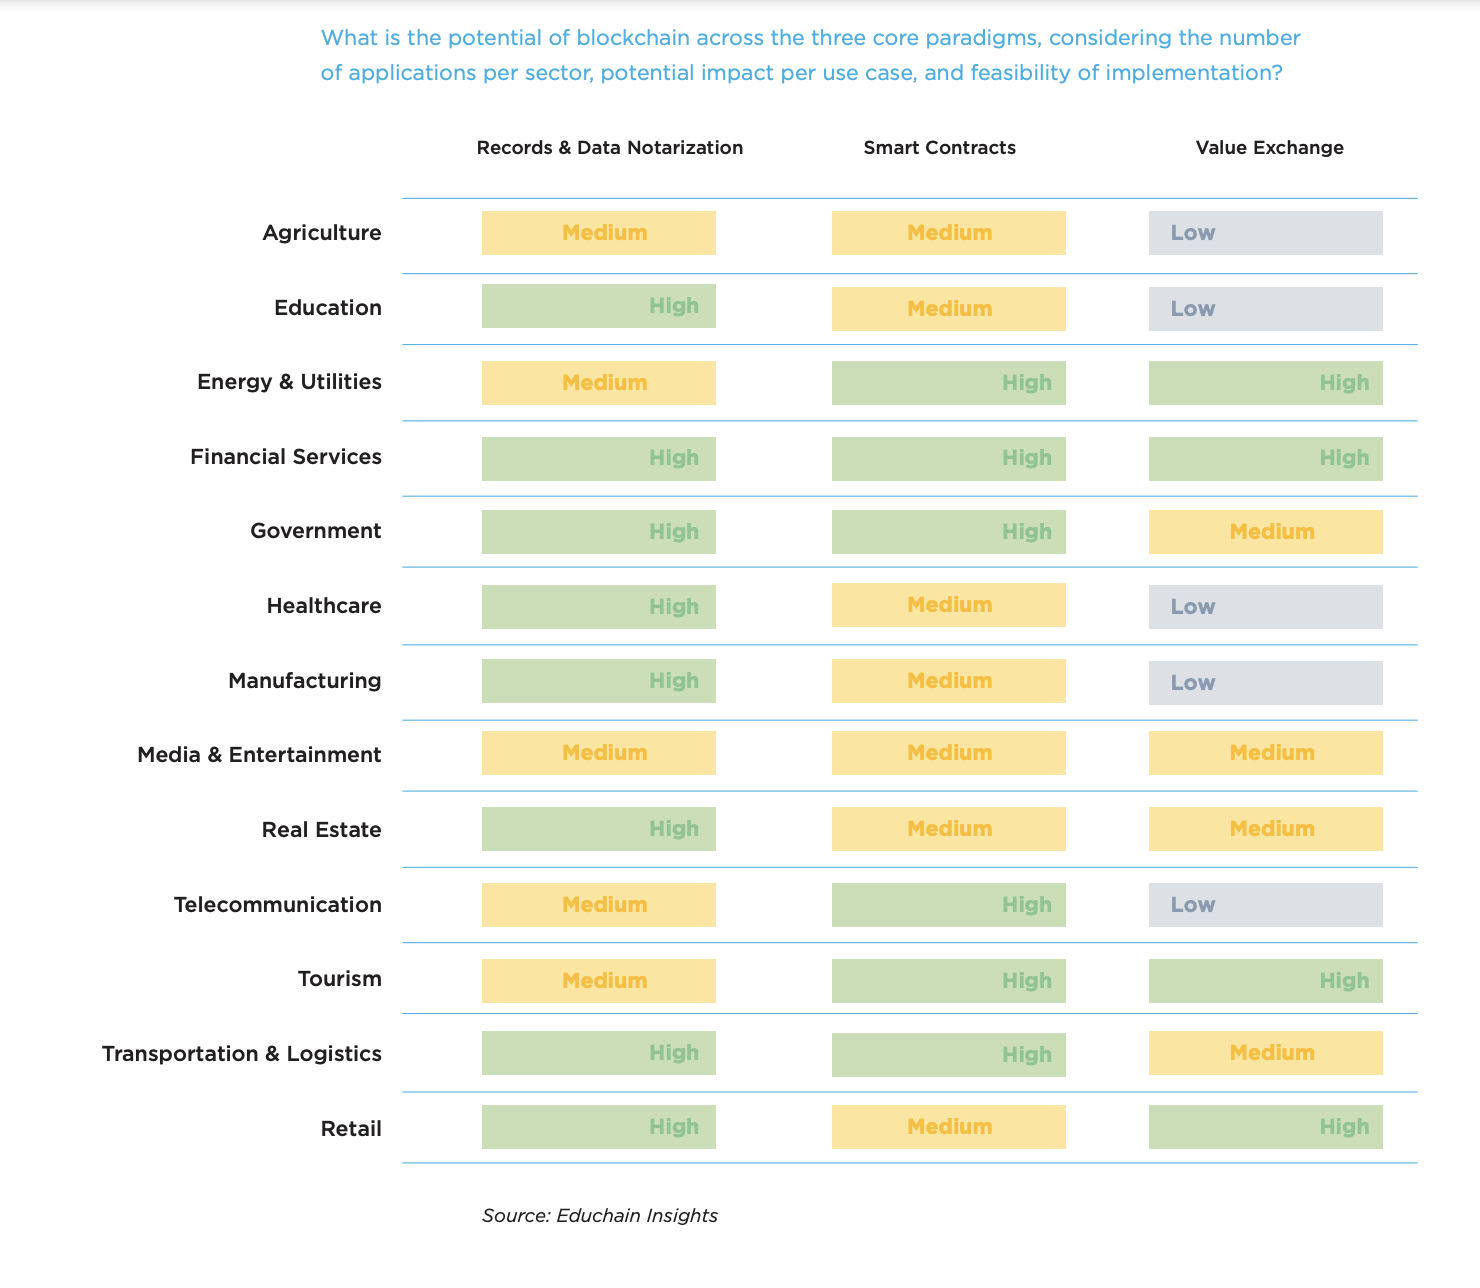 What is the potential of blockchain across the three core paradigms, considering the number
of applications per sector, potential impact per use case, and feasibility of implementation?
Records & Data Notarization Smart Contracts Value Exchange
Agriculture Medium Medium Low
Education High Medium Low
Energy & Utilities Medium High High
Financial Services High High High
Government High High Medium
Healthcare High Medium Low
Manufacturing High Medium Low
Media & Entertainment Medium Medium Medium
Real Estate High Medium Medium
Telecommunication Medium High Low
Tourism Medium High High
Transportation & Logistics High High Medium
Retail High Medium High
Source: Educhain Insights